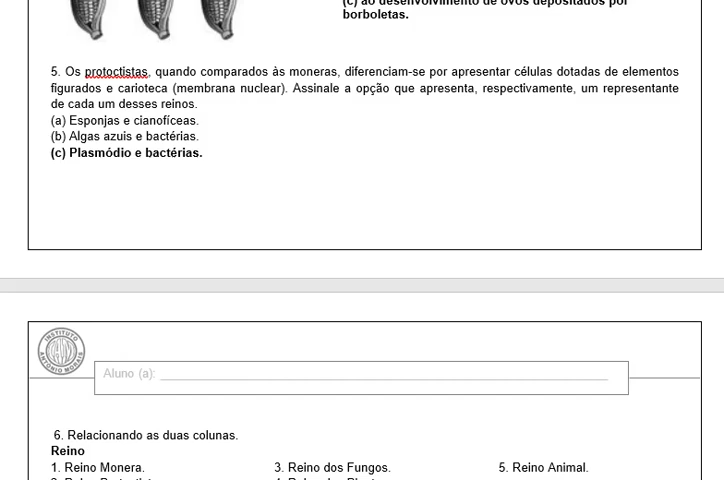 (c) ao desenvolvimento de ovos depositados por
borboletas.
5. Os protoctistas, quando comparados às moneras, diferenciam-se por apresentar células dotadas de elementos
figurados e carioteca (membrana nuclear). Assinale a opção que apresenta, respectivamente, um representante
de cada um desses reinos.
(a) Esponjas e cianofíceas.
(b) Algas azuis e bactérias.
(c) Plasmódio e bactérias.
INSTITUTO
ANTONIO MORAIS
Aluno (a):
6. Relacionando as duas colunas.
Reino
1. Reino Monera. 3. Reino dos Fungos. 5. Reino Animal.